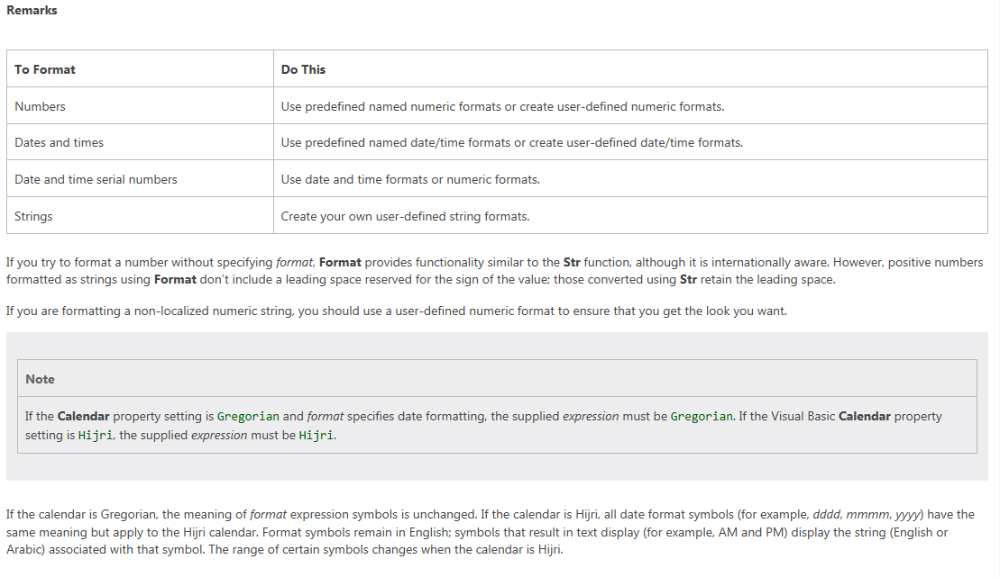 Remarks
To Format Do This
Numbers Use predefined named numeric formats or create user-defined numeric formats.
Dates and times Use predefined named date/time formats or create user-defined date/time formats.
Date and time serial numbers Use date and time formats or numeric formats.
Strings Create your own user-defined string formats.
If you try to format a number without specifying format, Format provides functionality similar to the Str function, although it is internationally aware. However, positive numbers
formatted as strings using Format don't include a leading space reserved for the sign of the value; those converted using Str retain the leading space.
If you are formatting a non-localized numeric string, you should use a user-defined numeric format to ensure that you get the look you want.
Note
If the Calendar property setting is Gregorian and format specifies date formatting, the supplied expression must be Gregorian. If the Visual Basic Calendar property
setting is Hijri, the supplied expression must be Hijri.
If the calendar is Gregorian, the meaning of format expression symbols is unchanged. If the calendar is Hijri, all date format symbols (for example, dddd, mmmm, yyyy) have the
same meaning but apply to the Hijri calendar. Format symbols remain in English; symbols that result in text display (for example, AM and PM) display the string (English or
Arabic) associated with that symbol. The range of certain symbols changes when the calendar is Hijri.